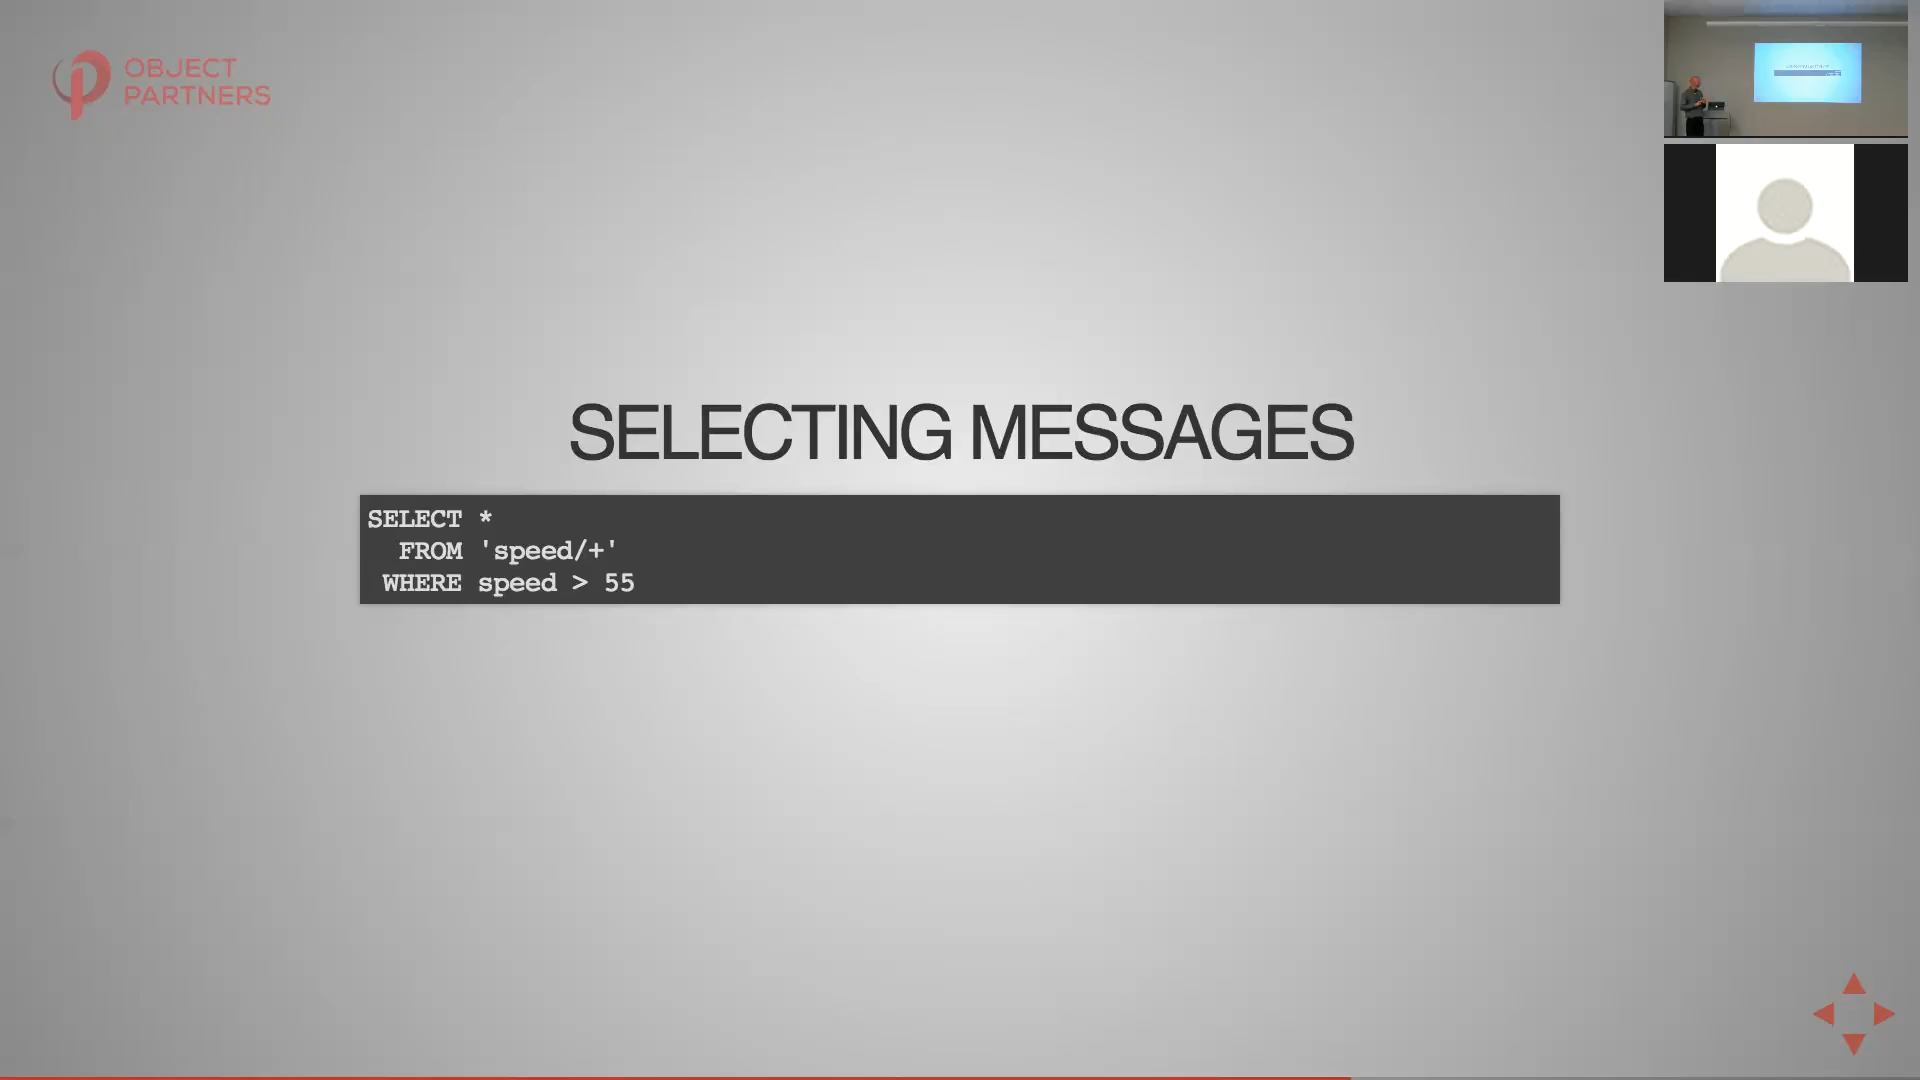 OBJECT
PARTNERS
SELECTING MESSAGES
SELECT *
FROM 'speed/+'
WHERE speed > 55